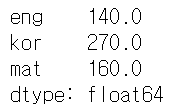 eng    140.0
kor    270.0
mat    160.0
dtype: float64